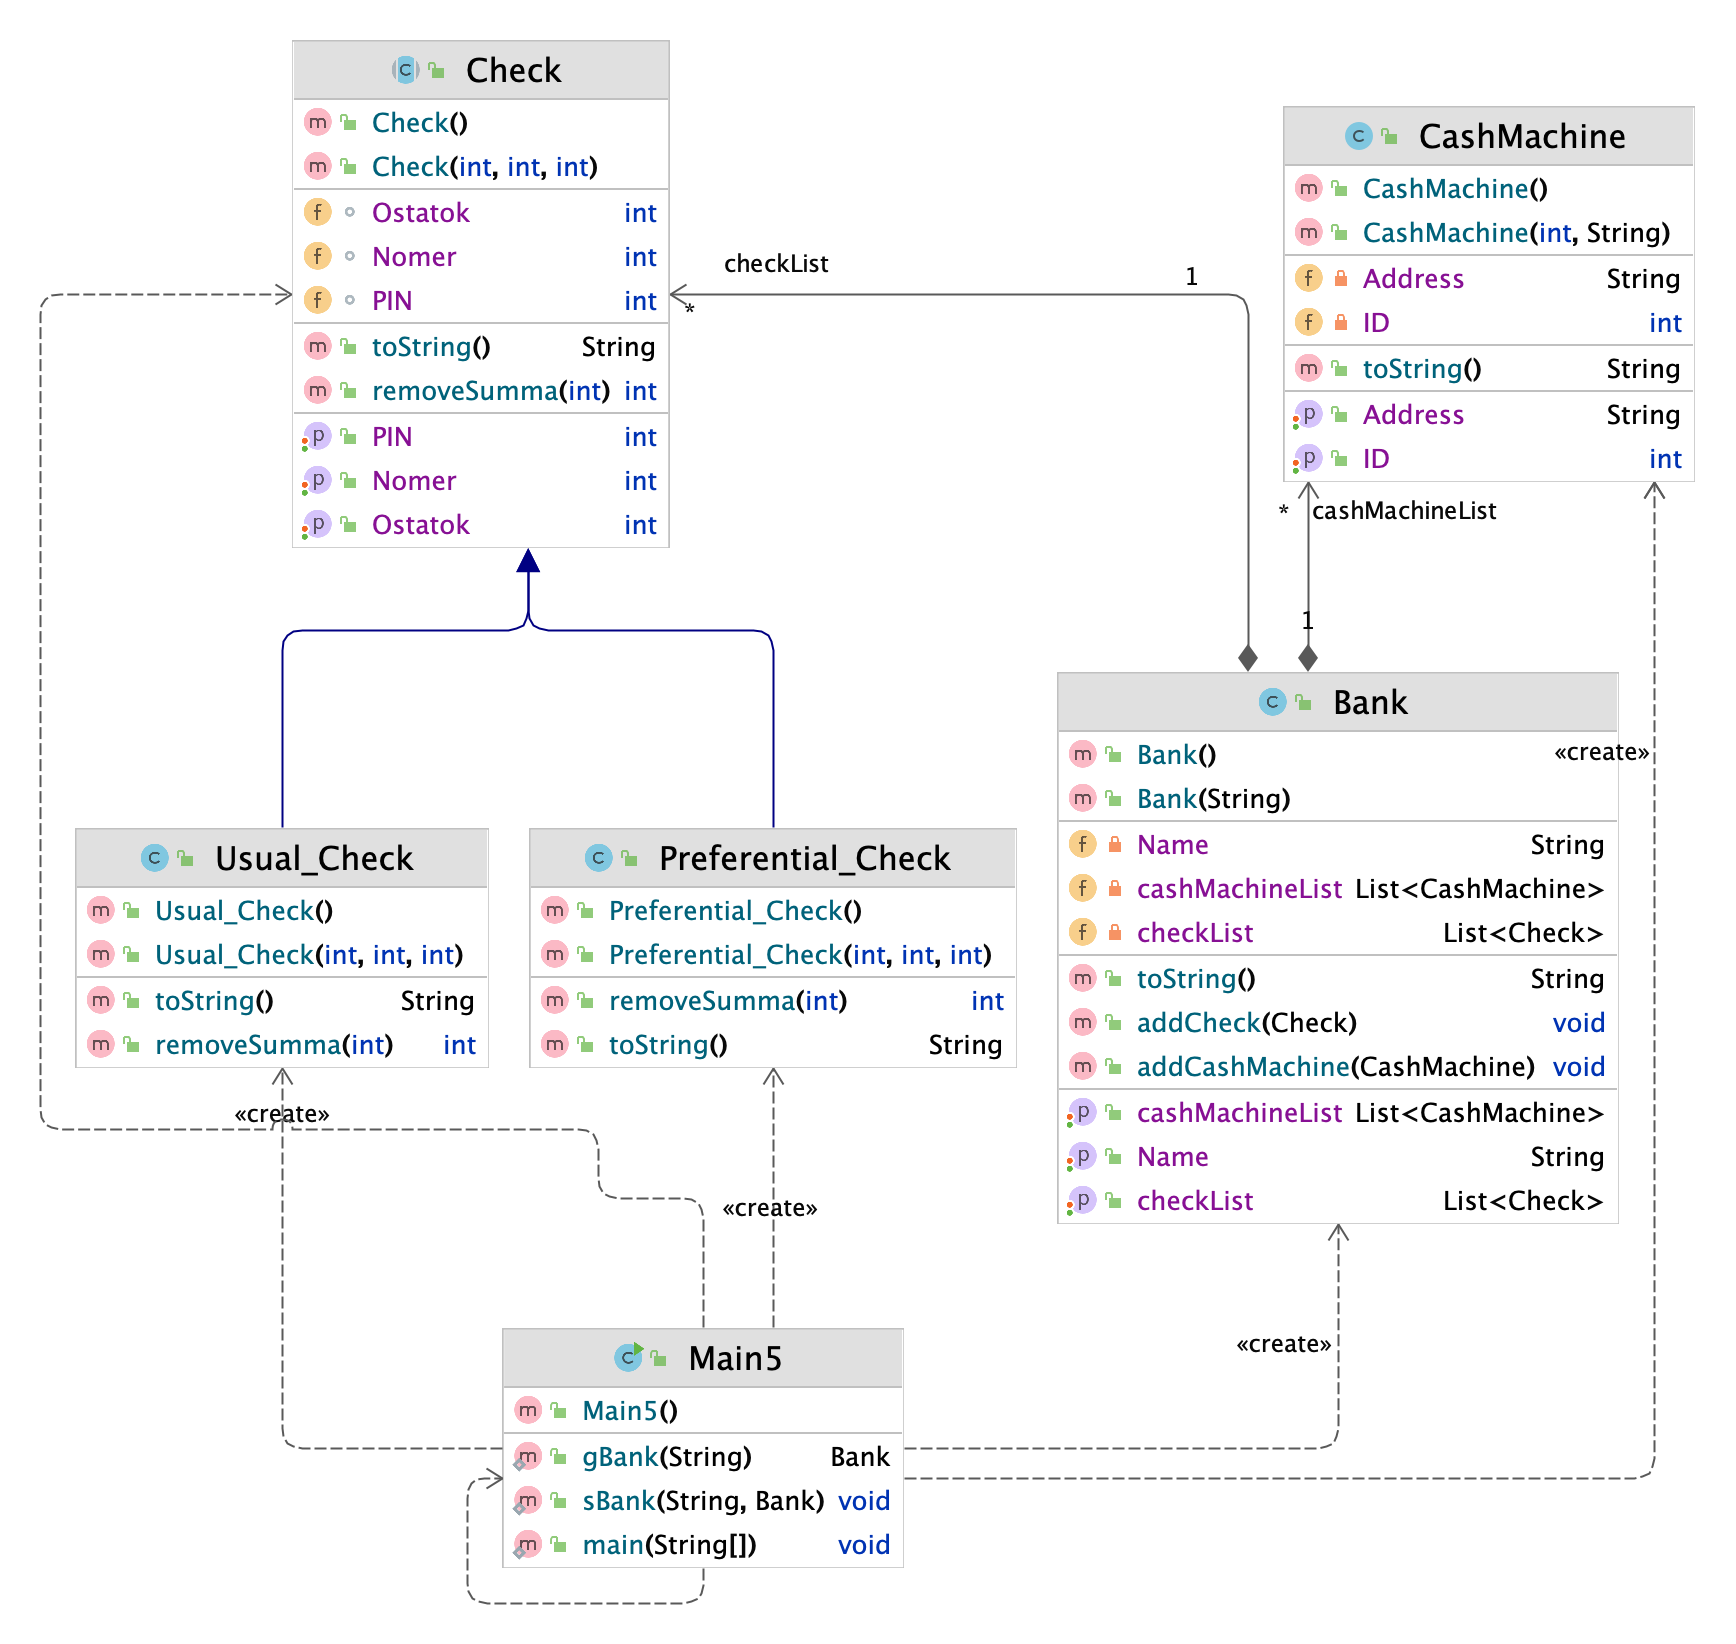 Check
Check()
Check(int, int, int)
Ostatok int
Nomer int
PIN int
toString() String
removeSumma(int) int
PIN int
Nomer int
Ostatok int
checkList
1
*
CashMachine
CashMachine()
CashMachine(int, String)
Address String
ID int
toString() String
Address String
ID int
* cashMachineList
1
Bank
«create»
Bank()
Bank(String)
Name String
cashMachineList List<CashMachine>
checkList List<Check>
toString() String
addCheck(Check) void
addCashMachine(CashMachine) void
cashMachineList List<CashMachine>
Name String
checkList List<Check>
Usual_Check
Usual_Check()
Usual_Check(int, int, int)
toString() String
removeSumma(int) int
Preferential_Check
Preferential_Check()
Preferential_Check(int, int, int)
removeSumma(int) int
toString() String
«create»
«create»
«create»
Main5
Main5()
gBank(String) Bank
sBank(String, Bank) void
main(String[]) void